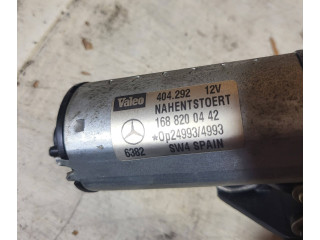 Valeo 404.292 12V
NAHENTSTOERT
168 820 04 42
*Op24993/4993
6382 SW4 SPAIN